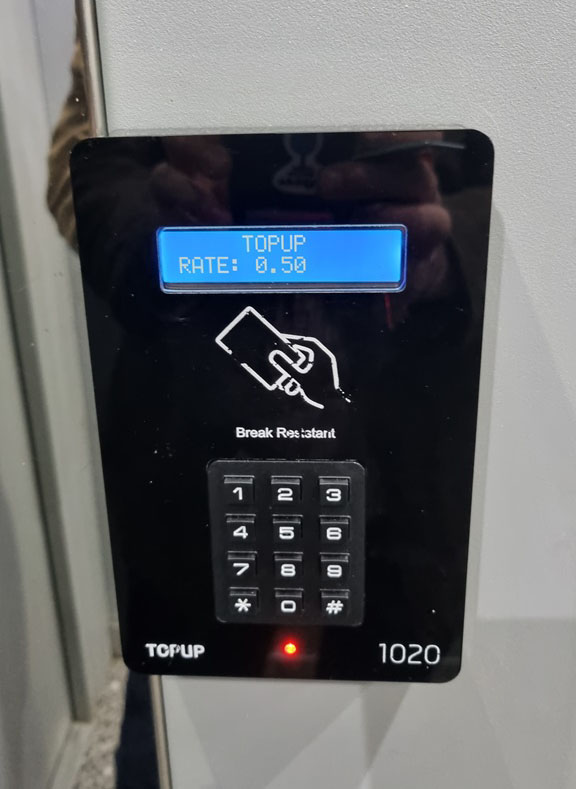 TOPUP
RATE: 0.50
Break Resistant
1 2 3
4 5 6
7 8 9
* 0 #
TOPUP 1020